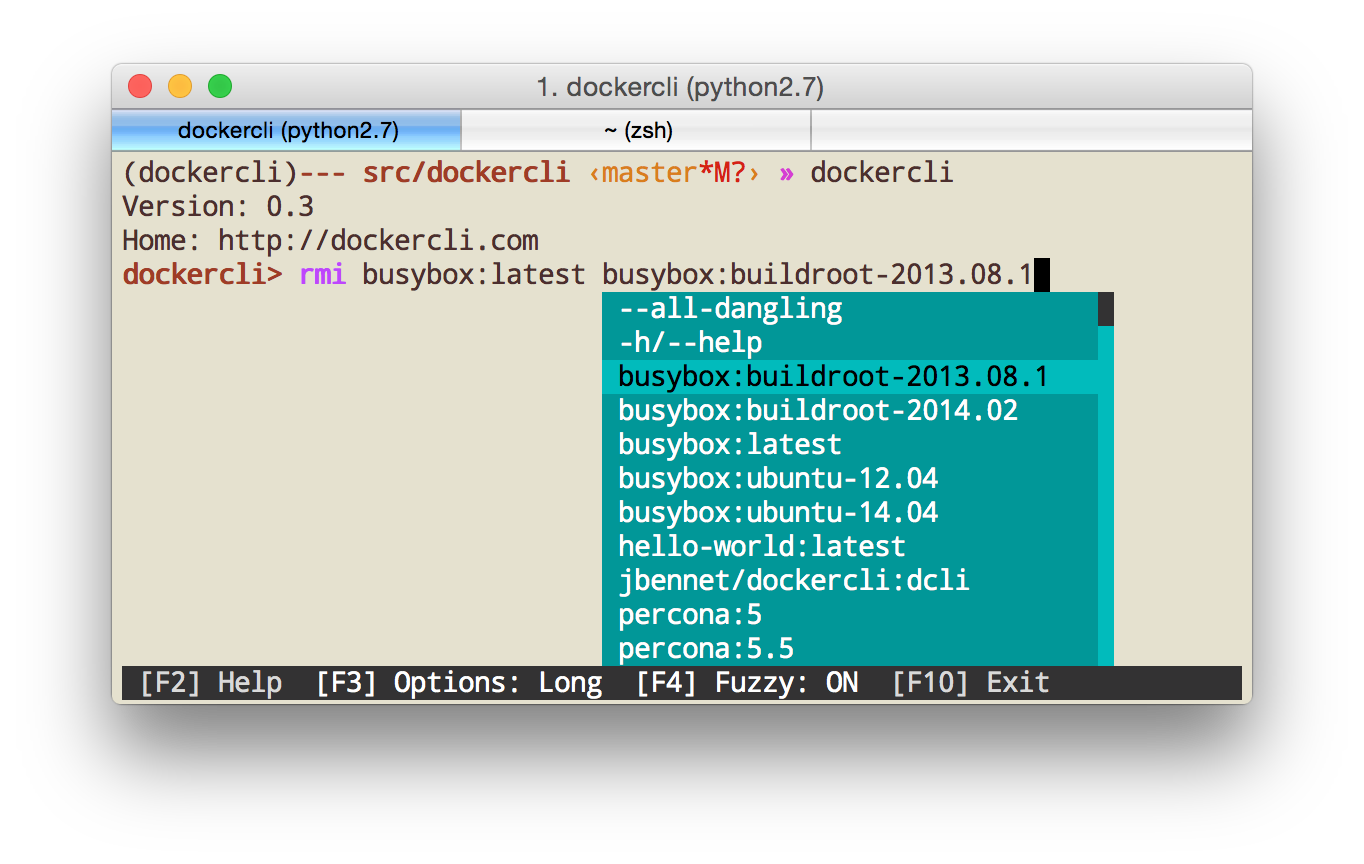 1. dockercli (python2.7)
dockercli (python2.7) ~ (zsh)
(dockercli)--- src/dockercli ‹master*M?› » dockercli
Version: 0.3
Home: http://dockercli.com
dockercli> rmi busybox:latest busybox:buildroot-2013.08.1
--all-dangling
-h/--help
busybox:buildroot-2013.08.1
busybox:buildroot-2014.02
busybox:latest
busybox:ubuntu-12.04
busybox:ubuntu-14.04
hello-world:latest
jbennet/dockercli:dcli
percona:5
percona:5.5
[F2] Help [F3] Options: Long [F4] Fuzzy: ON [F10] Exit